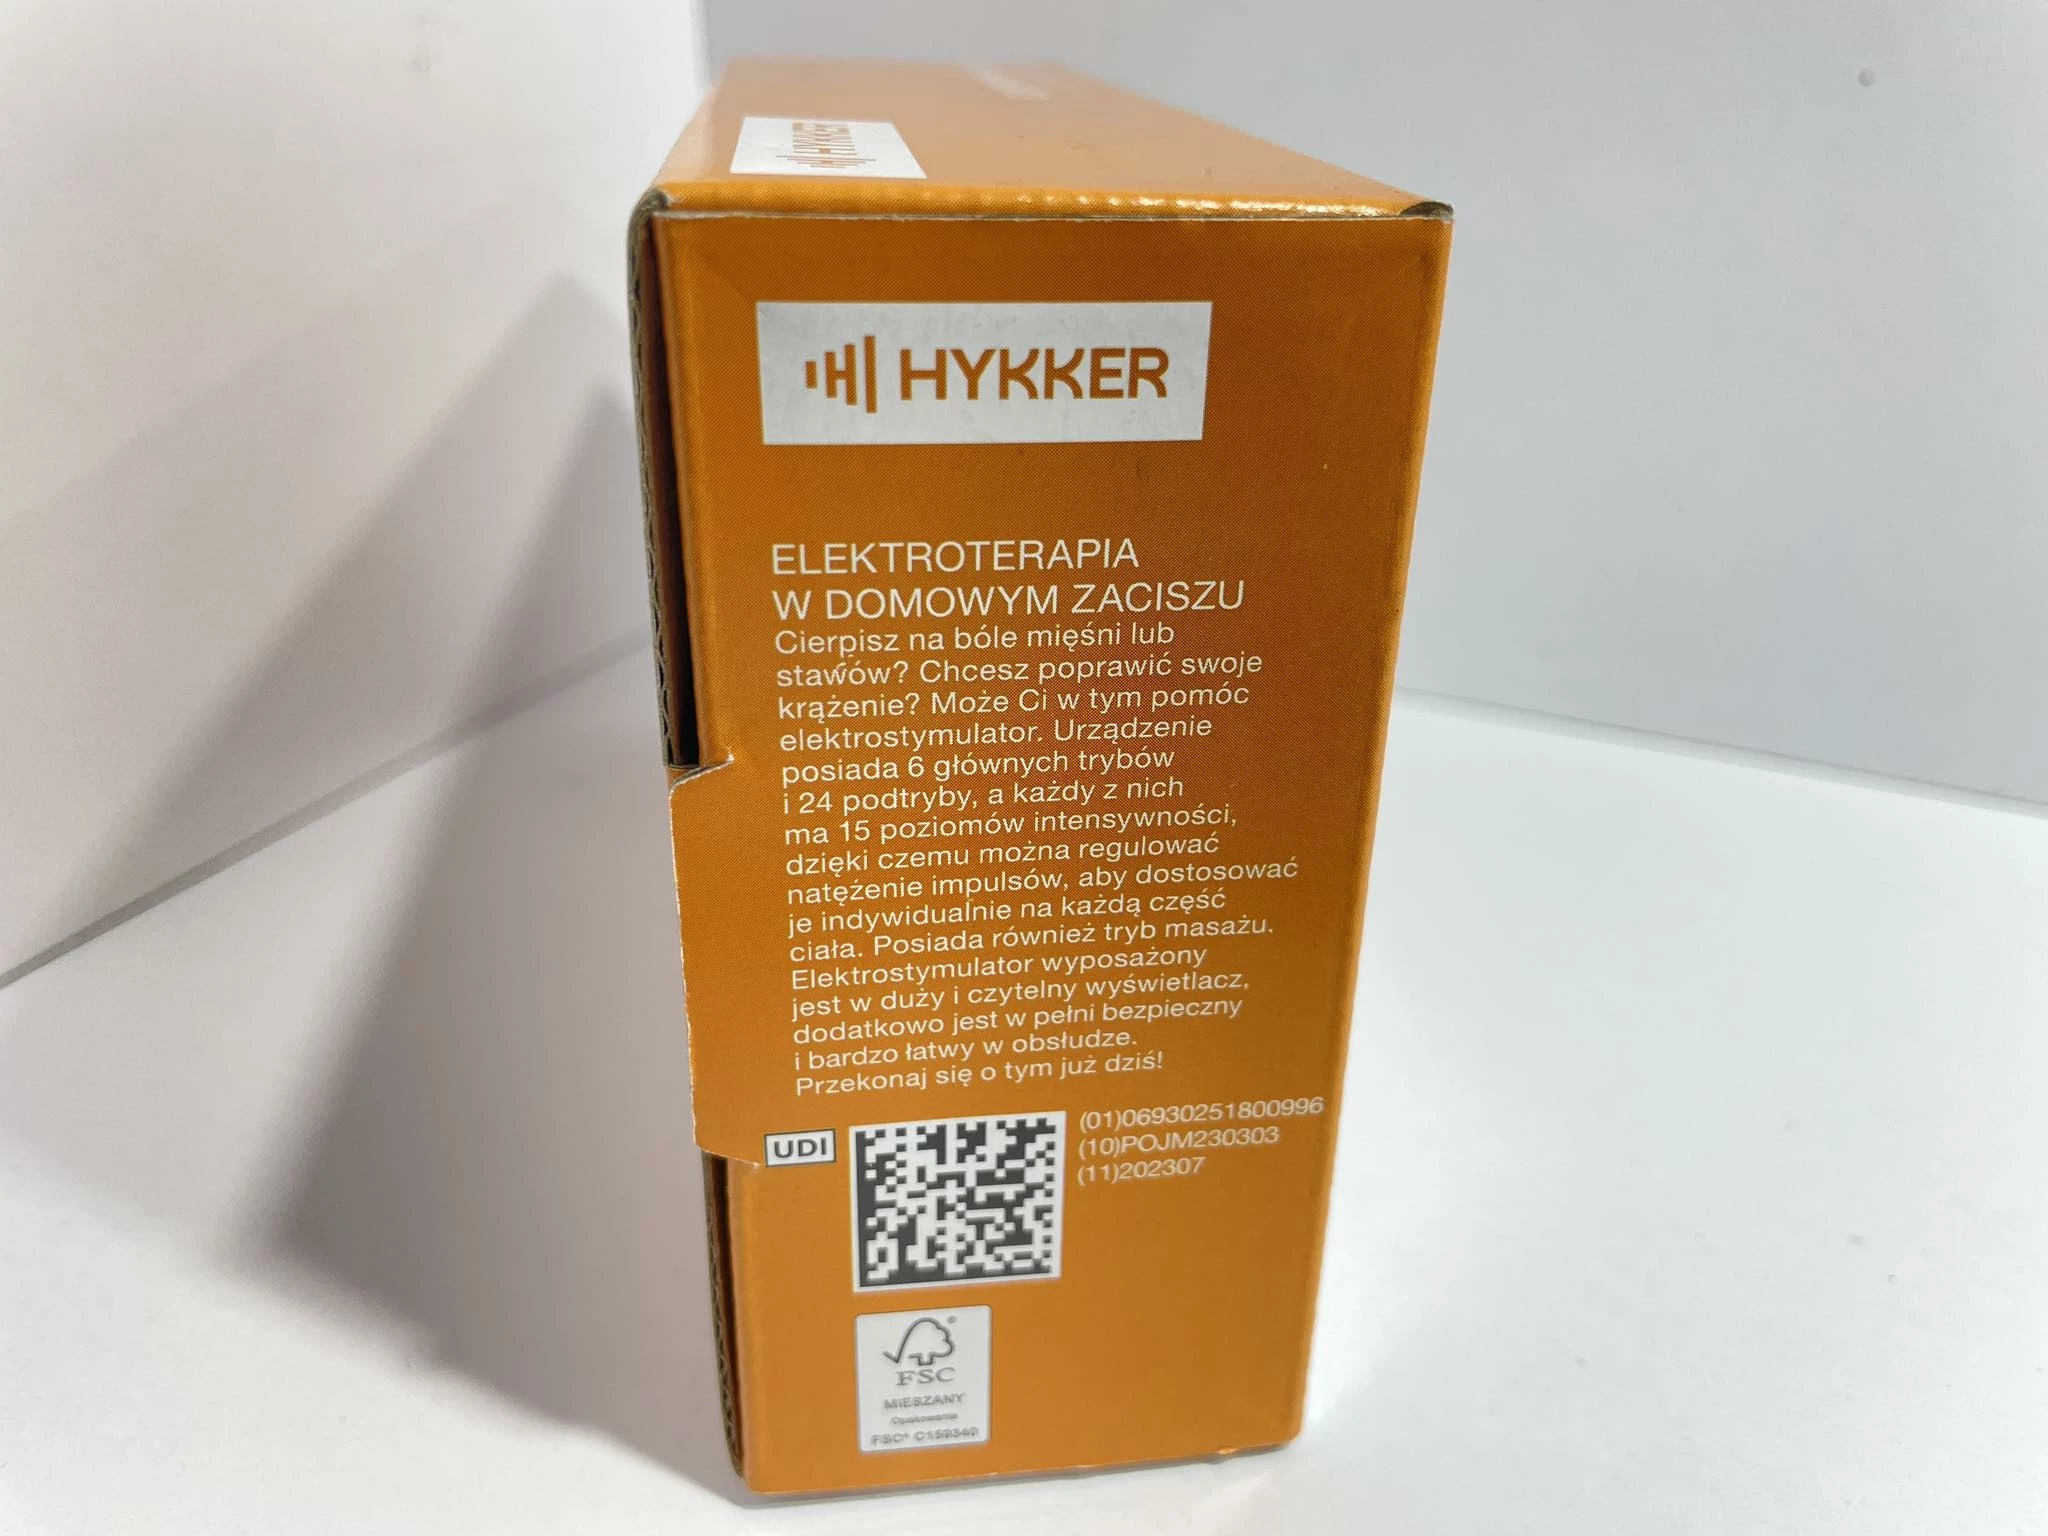 HYKKER
HYKKER
ELEKTROTERAPIA
W DOMOWYM ZACISZU
Cierpisz na bóle mięśni lub
stawów? Chcesz poprawić swoje
krążenie? Może Ci w tym pomóc
elektrostymulator. Urządzenie
posiada 6 głównych trybów
i 24 podtryby, a każdy z nich
ma 15 poziomów intensywności,
dzięki czemu można regulować
natężenie impulsów, aby dostosować
je indywidualnie na każdą część
ciała. Posiada również tryb masażu.
Elektrostymulator wyposażony
jest w duży i czytelny wyświetlacz,
dodatkowo jest w pełni bezpieczny
i bardzo łatwy w obsłudze.
Przekonaj się o tym już dziś!
UDI
(01)06930251800996
(10)POJM230303
(11)202307
FSC
MIESZANY
Opakowanie
FSC® C159340